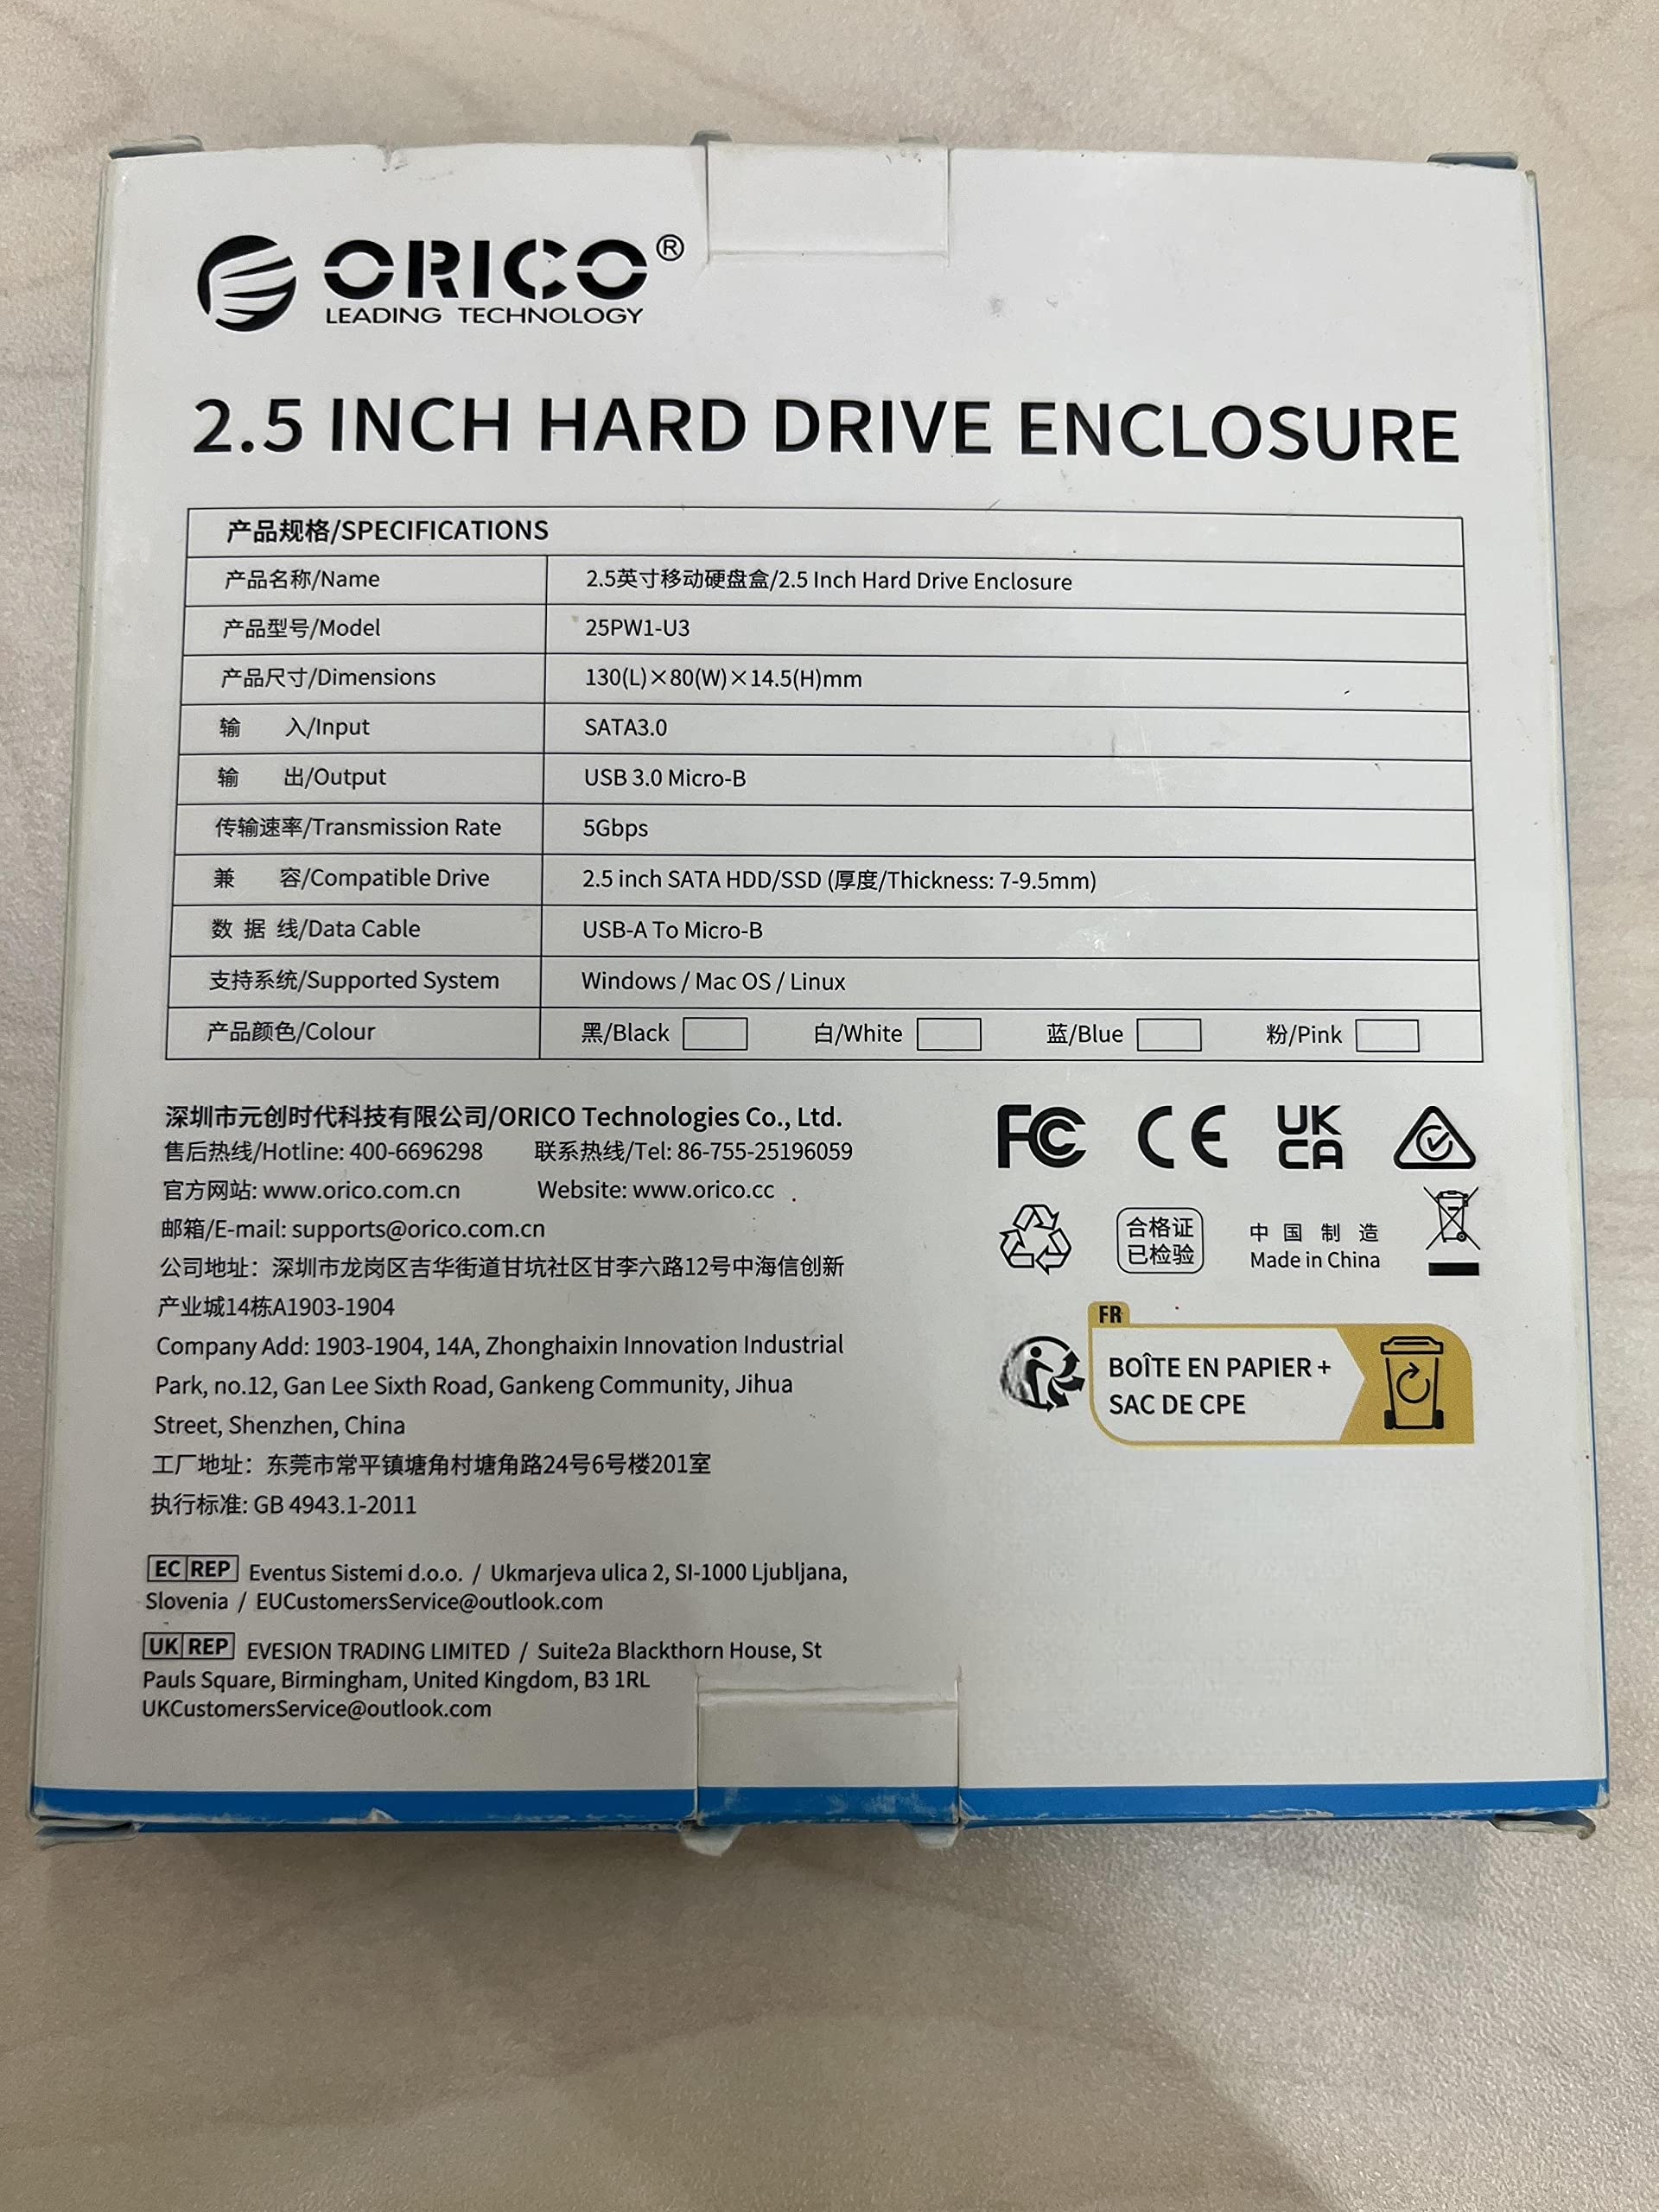 ORICO®
LEADING TECHNOLOGY
2.5 INCH HARD DRIVE ENCLOSURE
产品规格/SPECIFICATIONS
产品名称/Name 2.5英寸移动硬盘盒/2.5 Inch Hard Drive Enclosure
产品型号/Model 25PW1-U3
产品尺寸/Dimensions 130(L)×80(W)×14.5(H)mm
输 入/Input SATA3.0
输 出/Output USB 3.0 Micro-B
传输速率/Transmission Rate 5Gbps
兼 容/Compatible Drive 2.5 inch SATA HDD/SSD (厚度/Thickness: 7-9.5mm)
数 据 线/Data Cable USB-A To Micro-B
支持系统/Supported System Windows / Mac OS / Linux
产品颜色/Colour 黑/Black 白/White 蓝/Blue 粉/Pink
深圳市元创时代科技有限公司/ORICO Technologies Co., Ltd.
售后热线/Hotline: 400-6696298 联系热线/Tel: 86-755-25196059
官方网站: www.orico.com.cn Website: www.orico.cc
邮箱/E-mail: supports@orico.com.cn
公司地址：深圳市龙岗区吉华街道甘坑社区甘李六路12号中海信创新
产业城14栋A1903-1904
Company Add: 1903-1904, 14A, Zhonghaixin Innovation Industrial
Park, no.12, Gan Lee Sixth Road, Gankeng Community, Jihua
Street, Shenzhen, China
工厂地址：东莞市常平镇塘角村塘角路24号6号楼201室
执行标准: GB 4943.1-2011
EC REP Eventus Sistemi d.o.o. / Ukmarjeva ulica 2, SI-1000 Ljubljana,
Slovenia / EUCustomersService@outlook.com
UK REP EVESION TRADING LIMITED / Suite2a Blackthorn House, St
Pauls Square, Birmingham, United Kingdom, B3 1RL
UKCustomersService@outlook.com
FC CE UK
CA
合格证
已检验
中 国 制 造
Made in China
FR
BOÎTE EN PAPIER +
SAC DE CPE